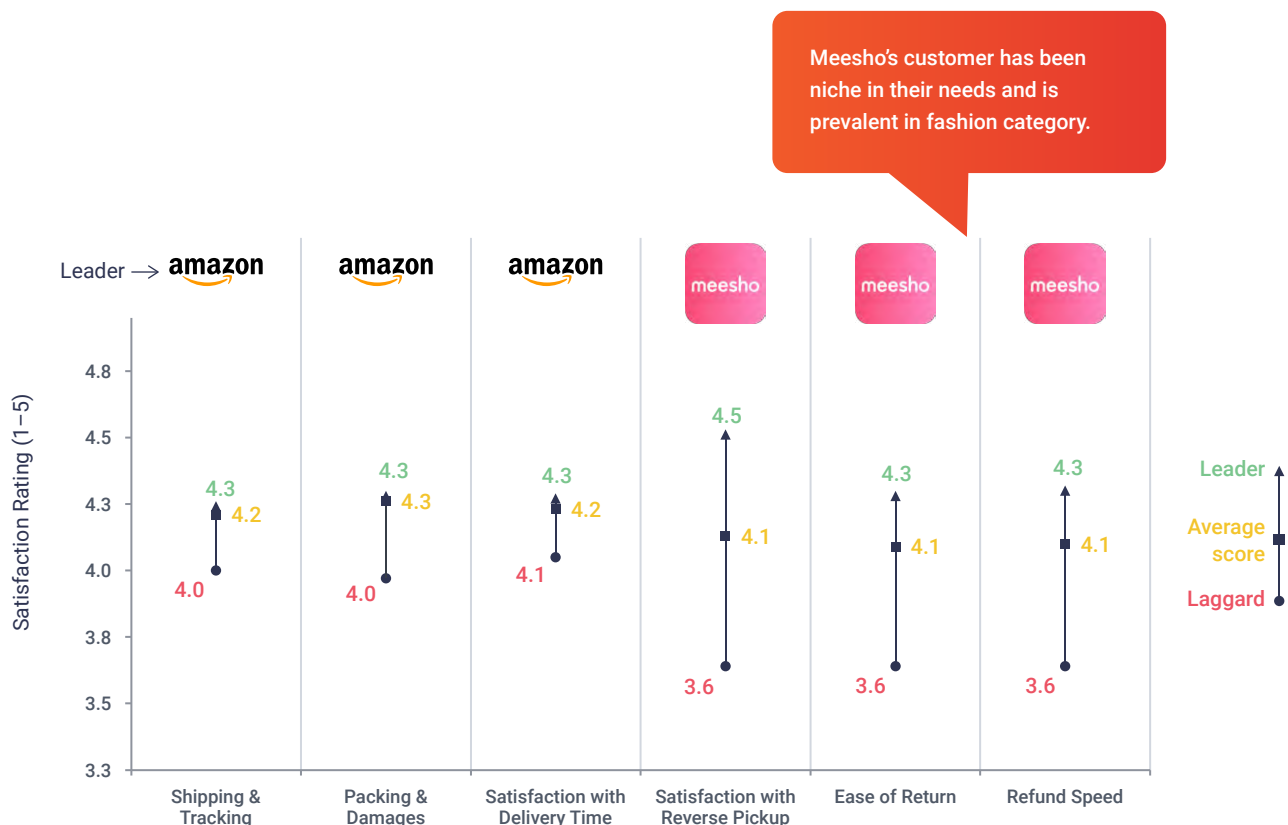 Meesho’s customer has been
niche in their needs and is
prevalent in fashion category.
Leader
amazon
amazon
amazon
meesho
meesho
meesho
Satisfaction Rating (1–5)
4.8
4.5
4.3
4.0
3.8
3.5
3.3
4.3
4.2
4.0
4.3
4.3
4.0
4.3
4.2
4.1
4.5
4.1
3.6
4.3
4.1
3.6
4.3
4.1
3.6
Leader
Average
score
Laggard
Shipping &
Tracking
Packing &
Damages
Satisfaction with
Delivery Time
Satisfaction with
Reverse Pickup
Ease of Return
Refund Speed